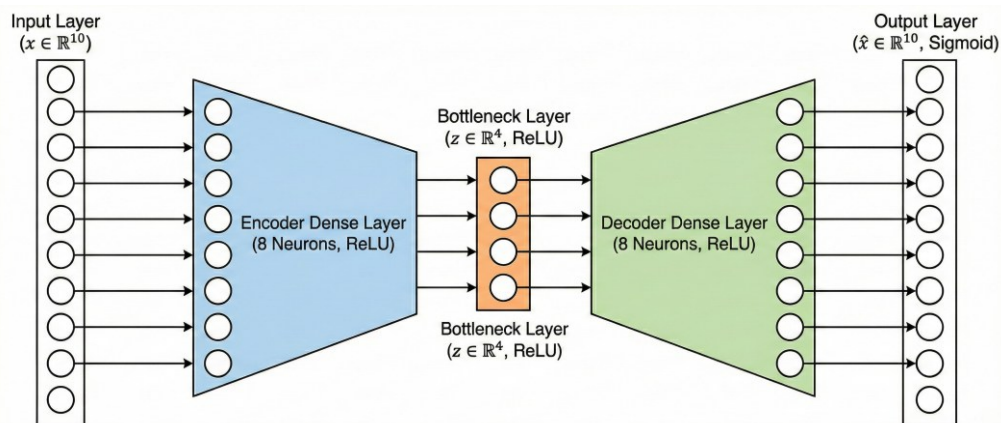 Input Layer
(x ∈ ℝ¹⁰)
Encoder Dense Layer
(8 Neurons, ReLU)
Bottleneck Layer
(z ∈ ℝ⁴, ReLU)
Bottleneck Layer
(z ∈ ℝ⁴, ReLU)
Decoder Dense Layer
(8 Neurons, ReLU)
Output Layer
(x̂ ∈ ℝ¹⁰, Sigmoid)